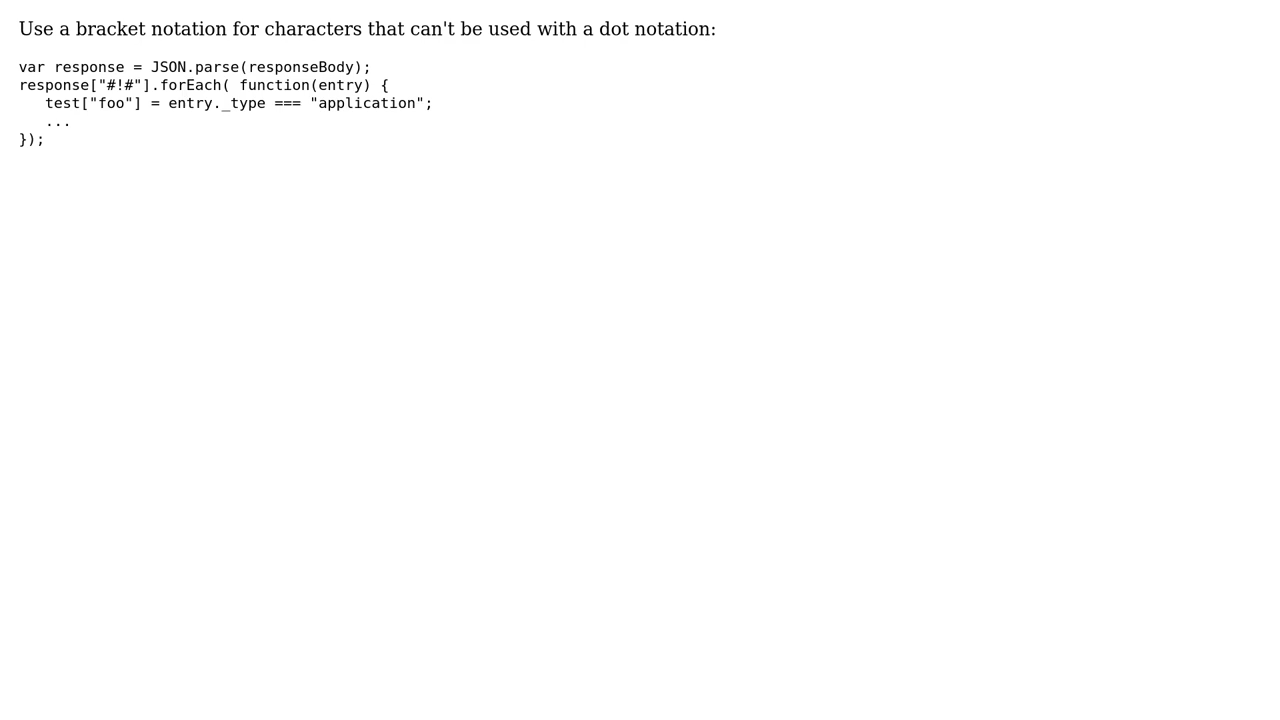 Use a bracket notation for characters that can't be used with a dot notation:
var response = JSON.parse(responseBody);
response["#!#"].forEach( function(entry) {
   test["foo"] = entry._type === "application";
   ...
});